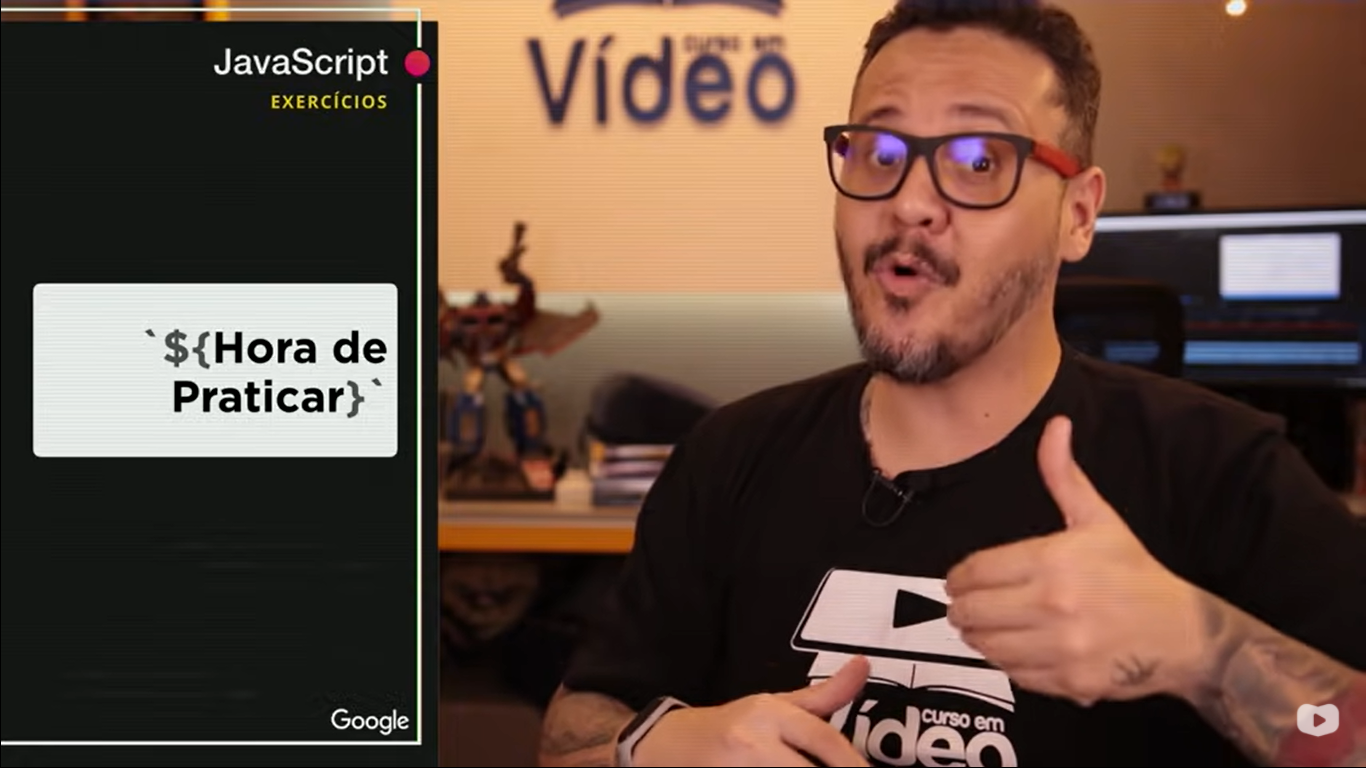 JavaScript
EXERCÍCIOS
`${Hora de
Praticar}`
Google
curso em
Vídeo
curso em
Vídeo